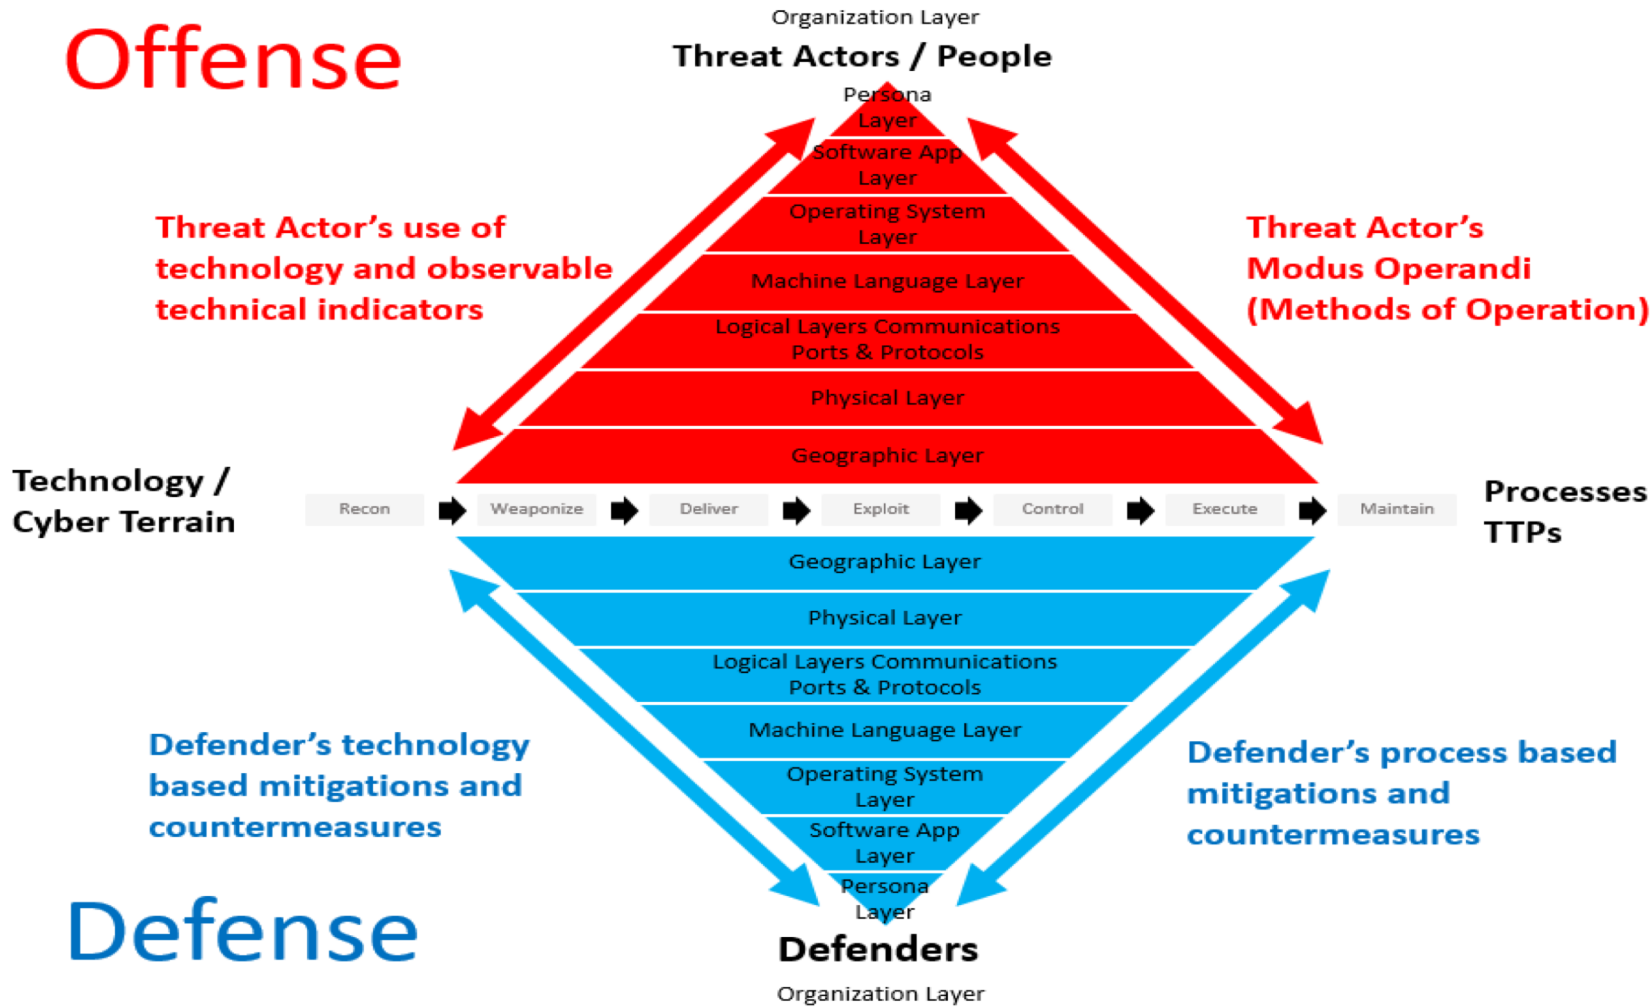 Organization Layer
Offense
Threat Actors / People
Persona
Layer
Software App
Layer
Operating System
Layer
Threat Actor's use of
technology and observable
technical indicators
Threat Actor's
Modus Operandi
(Methods of Operation)
Machine Language Layer
Logical Layers Communications
Ports & Protocols
Physical Layer
Geographic Layer
Technology /
Cyber Terrain
Recon
Weaponize
Deliver
Exploit
Control
Execute
Maintain
Processes
TTPs
Geographic Layer
Physical Layer
Logical Layers Communications
Ports & Protocols
Machine Language Layer
Defender's technology
based mitigations and
countermeasures
Defender's process based
mitigations and
countermeasures
Operating System
Layer
Software App
Layer
Persona
Layer
Defense
Defenders
Organization Layer